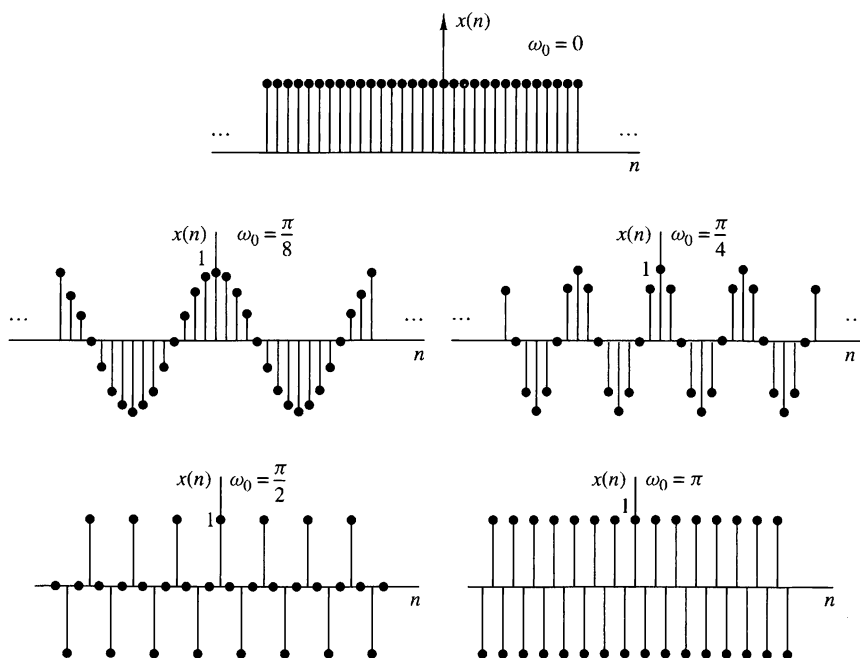 x(n)
ω₀ = 0
... ...
n
x(n) ω₀ = π/8
1
... ...
n
x(n) ω₀ = π/4
1
... ..
n
x(n) ω₀ = π/2
1
n
x(n) ω₀ = π
1
n